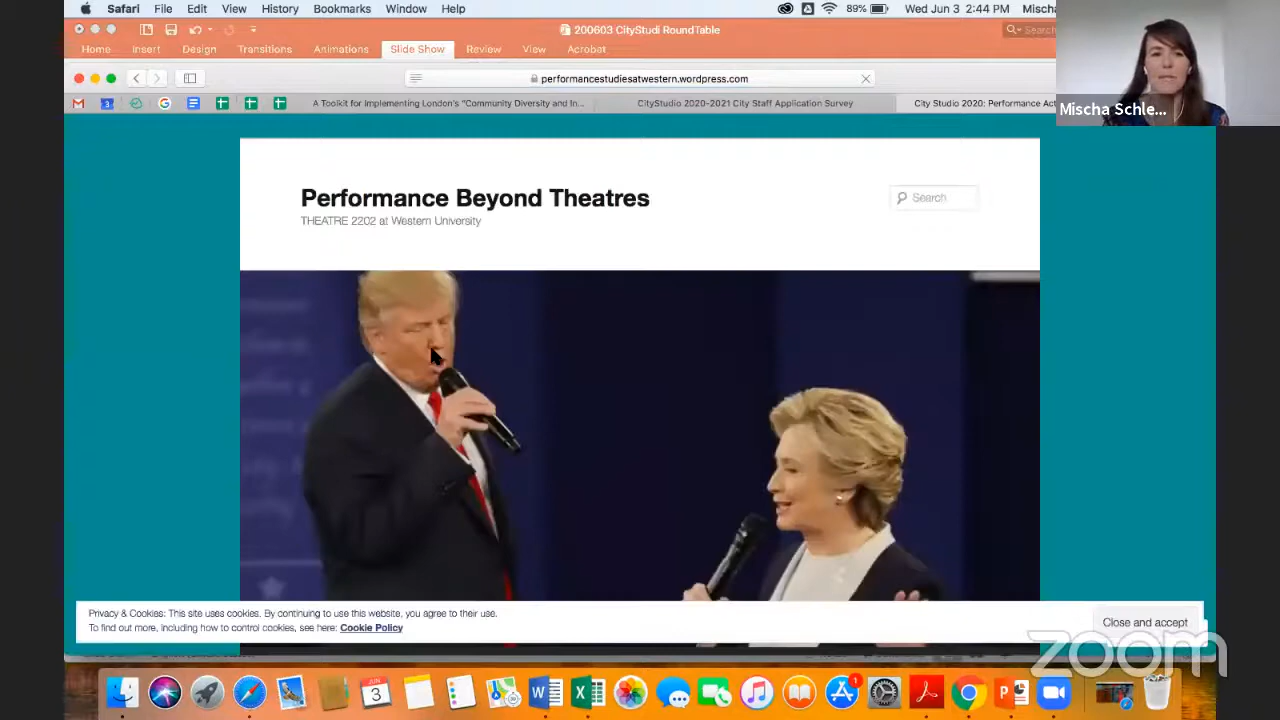 Safari File Edit View History Bookmarks Window Help 89% Wed Jun 3 2:44 PM Mischa
200603 CityStudi RoundTable
Search
Home Insert Design Transitions Animations Slide Show Review View Acrobat
performancestudiesatwestern.wordpress.com
A Toolkit for Implementing London's "Community Diversity and In... CityStudio 2020-2021 City Staff Application Survey City Studio 2020: Performance Ac
Mischa Schle...
Performance Beyond Theatres
Search
THEATRE 2202 at Western University
Privacy & Cookies: This site uses cookies. By continuing to use this website, you agree to their use.
To find out more, including how to control cookies, see here: Cookie Policy
Close and accept
zoom
JUN
3
1